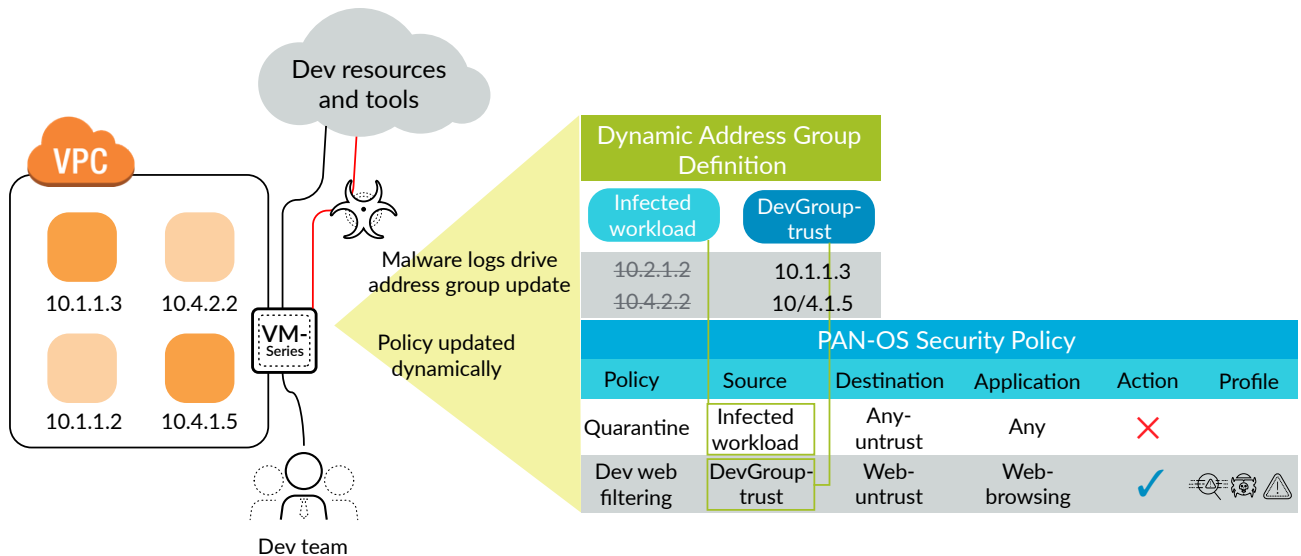 Dev resources
and tools
VPC
10.1.1.3
10.4.2.2
10.1.1.2
10.4.1.5
VM-
Series
Dev team
Malware logs drive
address group update
Policy updated
dynamically
Dynamic Address Group
Definition
Infected
workload
DevGroup-
trust
10.2.1.2 10.1.1.3
10.4.2.2 10/4.1.5
PAN-OS Security Policy
Policy Source Destination Application Action Profile
Quarantine Infected
workload Any-
untrust Any
Dev web
filtering DevGroup-
trust Web-
untrust Web-
browsing